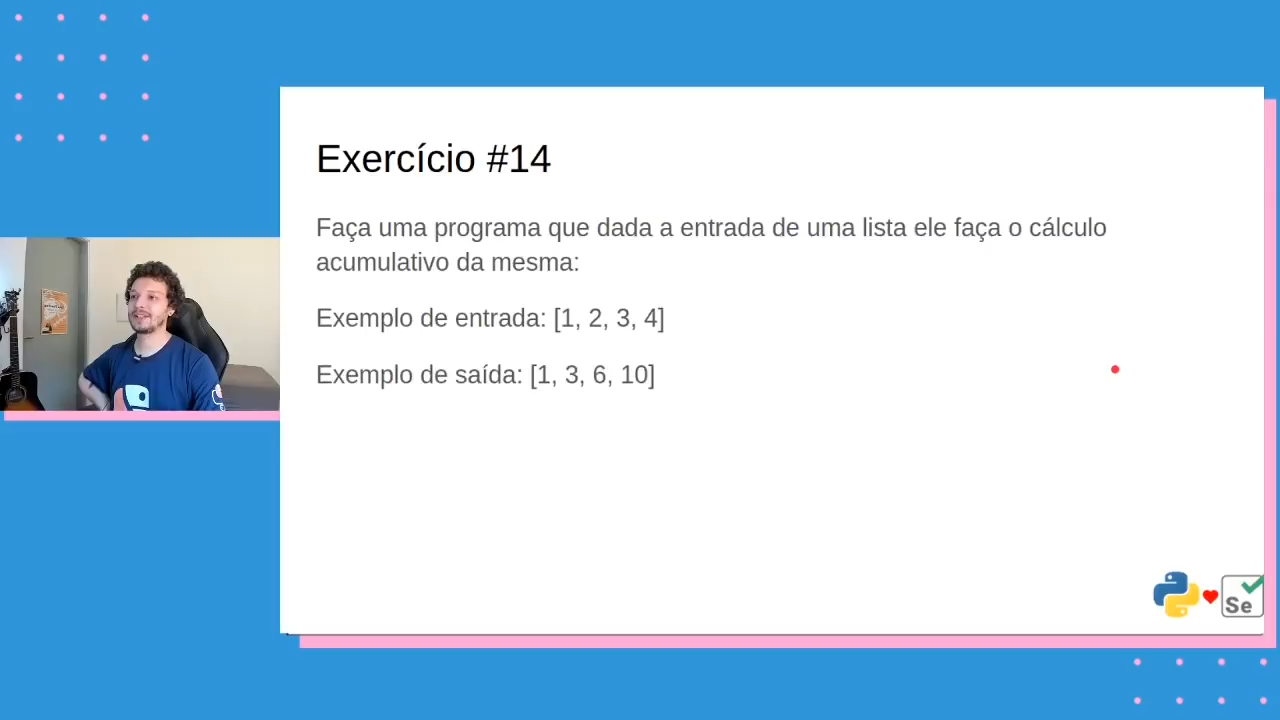 Exercício #14
Faça uma programa que dada a entrada de uma lista ele faça o cálculo
acumulativo da mesma:
Exemplo de entrada: [1, 2, 3, 4]
Exemplo de saída: [1, 3, 6, 10]
Se